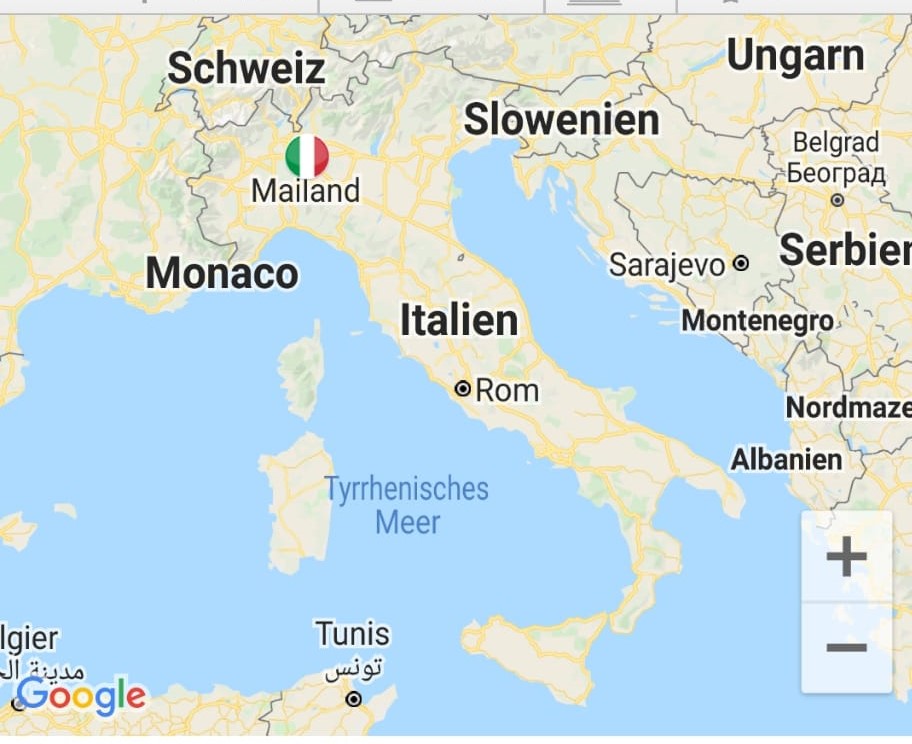 Schweiz
Ungarn
Slowenien
Belgrad
Београд
Mailand
Sarajevo
Serbien
Monaco
Italien
Montenegro
Rom
Nordmaze
Albanien
Tyrrhenisches
Meer
lgier
مدينة الج
Tunis
تونس
Google